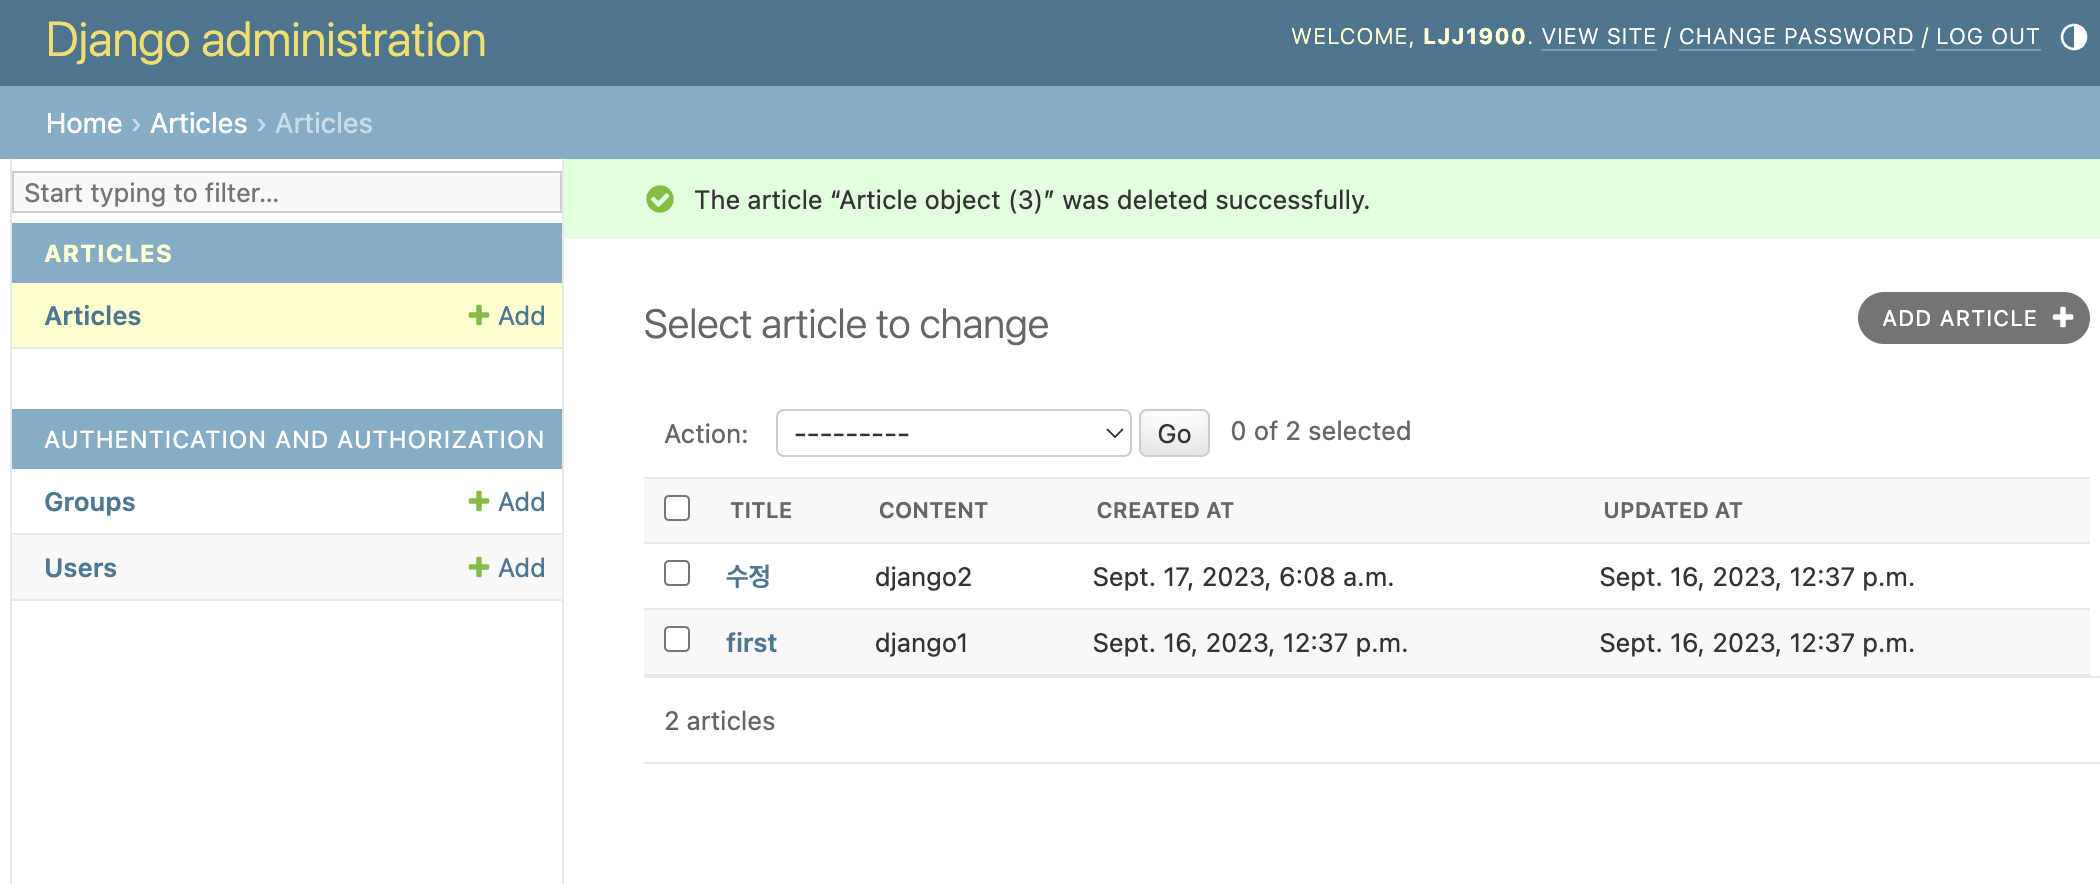 Django administration
WELCOME, LJJ1900. VIEW SITE / CHANGE PASSWORD / LOG OUT
Home › Articles › Articles
Start typing to filter...
The article “Article object (3)” was deleted successfully.
ARTICLES
Articles Add
AUTHENTICATION AND AUTHORIZATION
Groups Add
Users Add
Select article to change
ADD ARTICLE
Action: --------- Go 0 of 2 selected
TITLE CONTENT CREATED AT UPDATED AT
수정 django2 Sept. 17, 2023, 6:08 a.m. Sept. 16, 2023, 12:37 p.m.
first django1 Sept. 16, 2023, 12:37 p.m. Sept. 16, 2023, 12:37 p.m.
2 articles